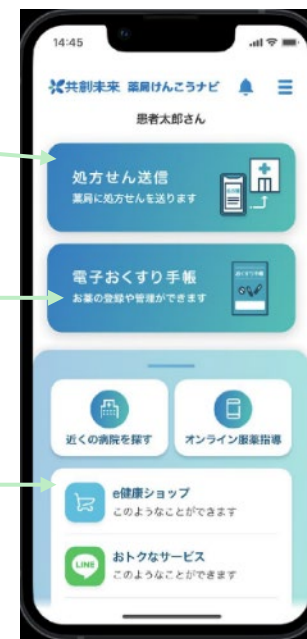 14:45
共創未来 薬局けんこうナビ
患者太郎さん
処方せん送信
薬局に処方せんを送ります
電子おくすり手帳
お薬の登録や管理ができます
近くの病院を探す
オンライン服薬指導
e健康ショップ
このようなことができます
LINE
おトクなサービス
このようなことができます